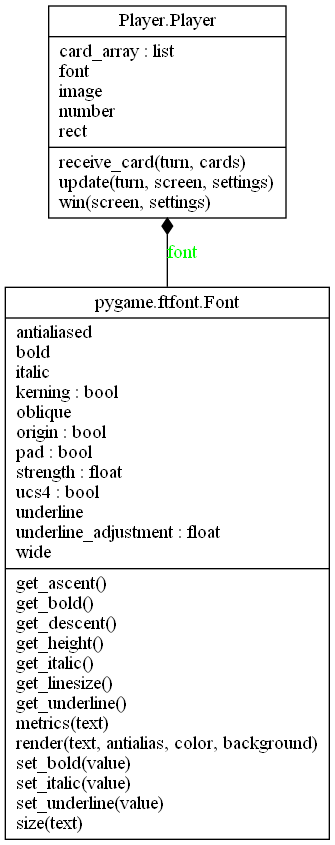 Player.Player
card_array : list
font
image
number
rect
receive_card(turn, cards)
update(turn, screen, settings)
win(screen, settings)
font
pygame.ftfont.Font
antialiased
bold
italic
kerning : bool
oblique
origin : bool
pad : bool
strength : float
ucs4 : bool
underline
underline_adjustment : float
wide
get_ascent()
get_bold()
get_descent()
get_height()
get_italic()
get_linesize()
get_underline()
metrics(text)
render(text, antialias, color, background)
set_bold(value)
set_italic(value)
set_underline(value)
size(text)